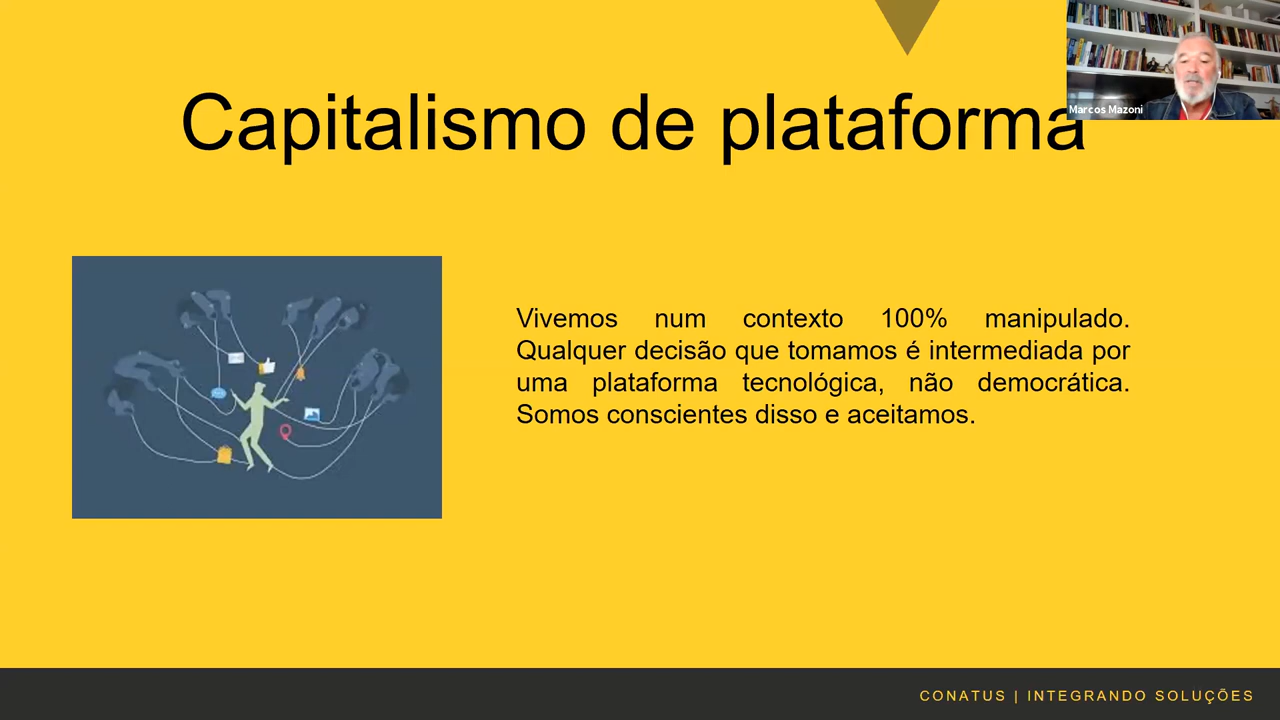 Marcos Mazoni
Capitalismo de plataforma
Vivemos num contexto 100% manipulado.
Qualquer decisão que tomamos é intermediada por
uma plataforma tecnológica, não democrática.
Somos conscientes disso e aceitamos.
CONATUS | INTEGRANDO SOLUÇÕES